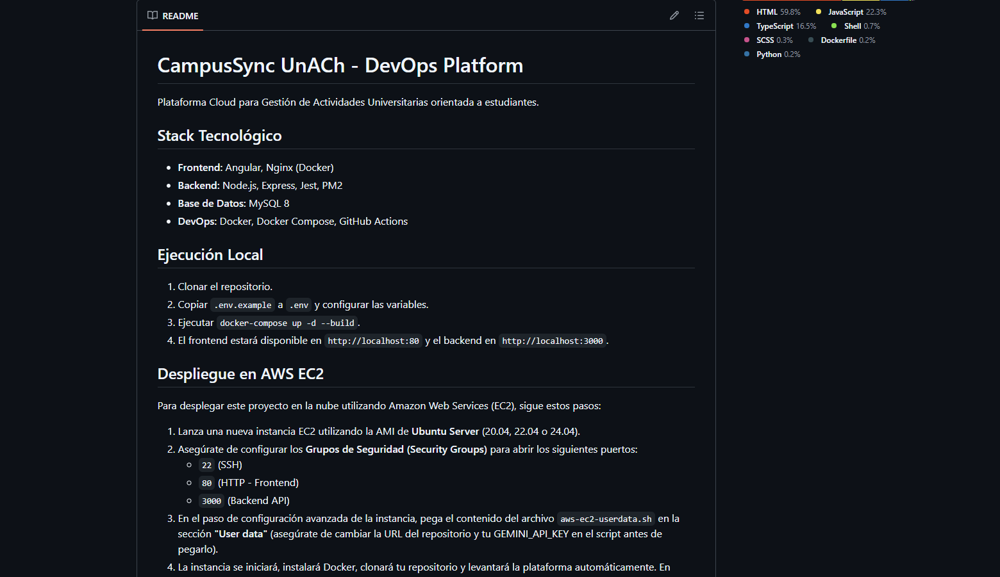 README
CampusSync UnACh - DevOps Platform
Plataforma Cloud para Gestión de Actividades Universitarias orientada a estudiantes.
Stack Tecnológico
Frontend: Angular, Nginx (Docker)
Backend: Node.js, Express, Jest, PM2
Base de Datos: MySQL 8
DevOps: Docker, Docker Compose, GitHub Actions
Ejecución Local
1. Clonar el repositorio.
2. Copiar .env.example a .env y configurar las variables.
3. Ejecutar docker-compose up -d --build.
4. El frontend estará disponible en http://localhost:80 y el backend en http://localhost:3000.
Despliegue en AWS EC2
Para desplegar este proyecto en la nube utilizando Amazon Web Services (EC2), sigue estos pasos:
1. Lanza una nueva instancia EC2 utilizando la AMI de Ubuntu Server (20.04, 22.04 o 24.04).
2. Asegúrate de configurar los Grupos de Seguridad (Security Groups) para abrir los siguientes puertos:
22 (SSH)
80 (HTTP - Frontend)
3000 (Backend API)
3. En el paso de configuración avanzada de la instancia, pega el contenido del archivo aws-ec2-userdata.sh en la
sección "User data" (asegúrate de cambiar la URL del repositorio y tu GEMINI_API_KEY en el script antes de
pegarlo).
4. La instancia se iniciará, instalará Docker, clonará tu repositorio y levantará la plataforma automáticamente. En
HTML 59.8% JavaScript 22.3%
TypeScript 16.5% Shell 0.7%
SCSS 0.3% Dockerfile 0.2%
Python 0.2%